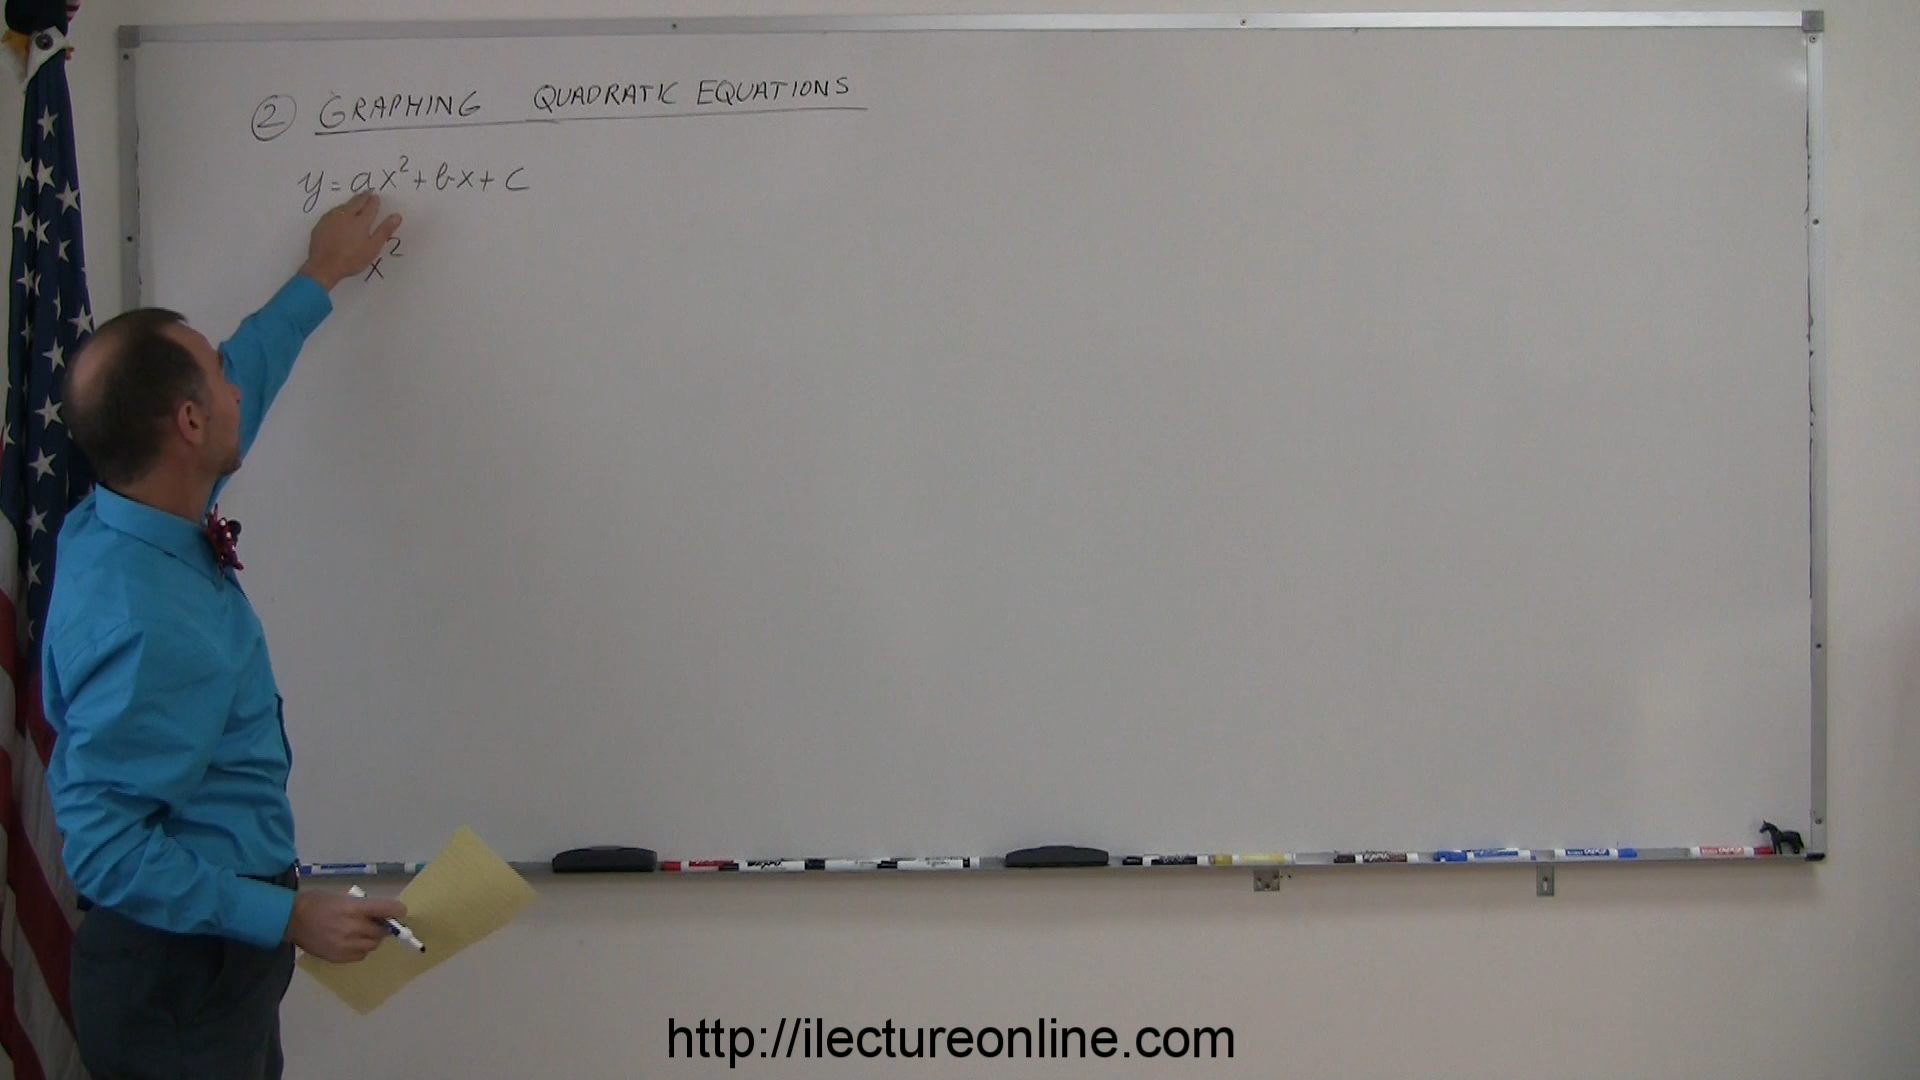 ② GRAPHING QUADRATIC EQUATIONS
y = ax² + bx + c
x²
http://ilectureonline.com